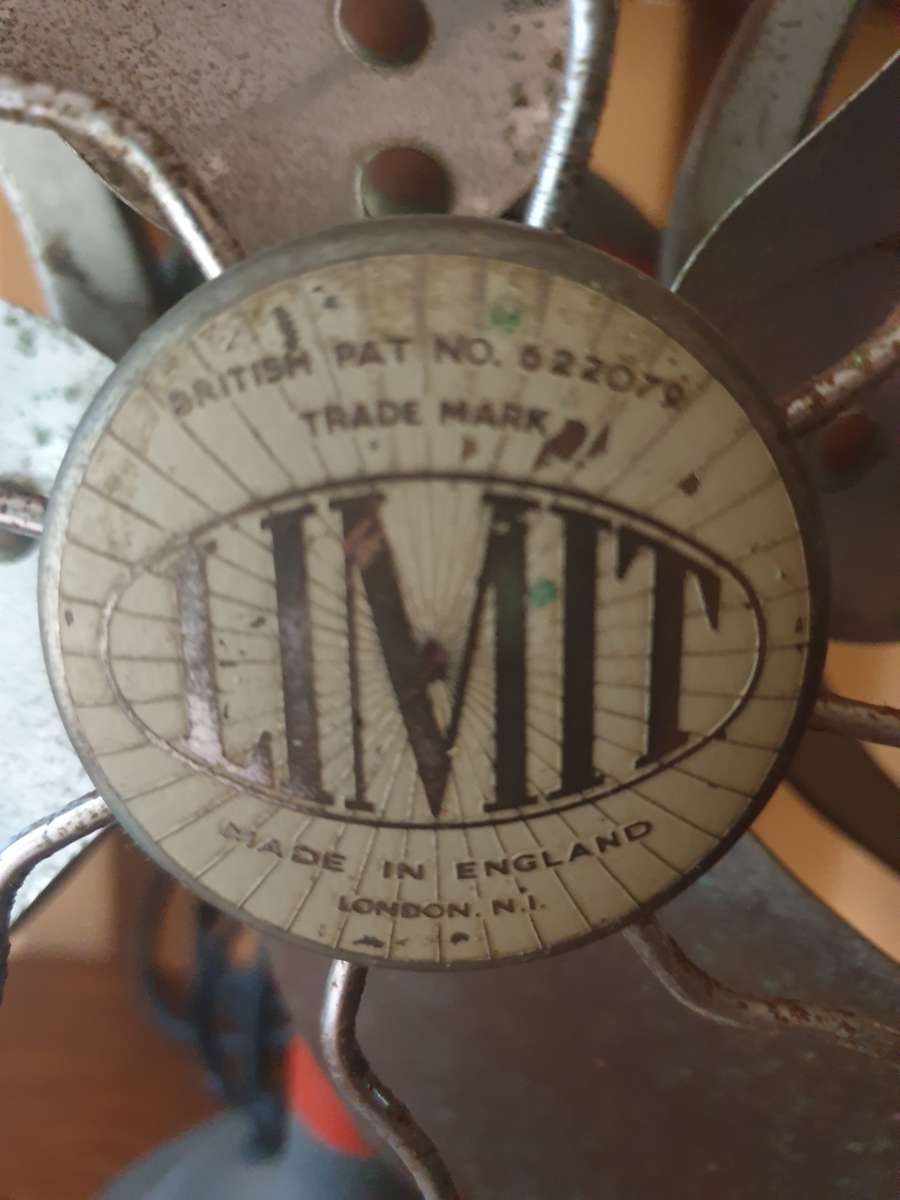 BRITISH PAT NO. 622079
TRADE MARK
LIMIT
MADE IN ENGLAND
LONDON. N.1.